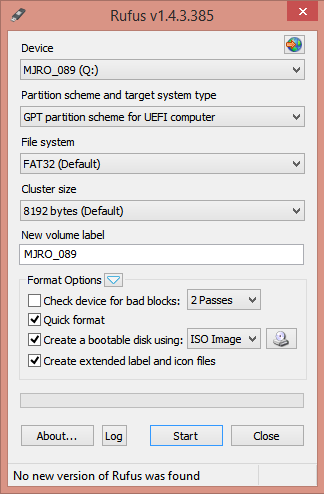 Rufus v1.4.3.385
Device
MJRO_089 (Q:)
Partition scheme and target system type
GPT partition scheme for UEFI computer
File system
FAT32 (Default)
Cluster size
8192 bytes (Default)
New volume label
MJRO_089
Format Options
Check device for bad blocks: 2 Passes
Quick format
Create a bootable disk using: ISO Image
Create extended label and icon files
About... Log Start Close
No new version of Rufus was found